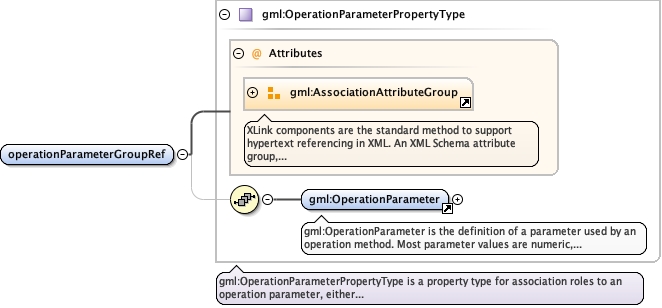 gml:OperationParameterPropertyType
@ Attributes
gml:AssociationAttributeGroup
XLink components are the standard method to support
hypertext referencing in XML. An XML Schema attribute
group,...
operationParameterGroupRef
gml:OperationParameter
gml:OperationParameter is the definition of a parameter used by an
operation method. Most parameter values are numeric,...
gml:OperationParameterPropertyType is a property type for association roles to an
operation parameter, either...